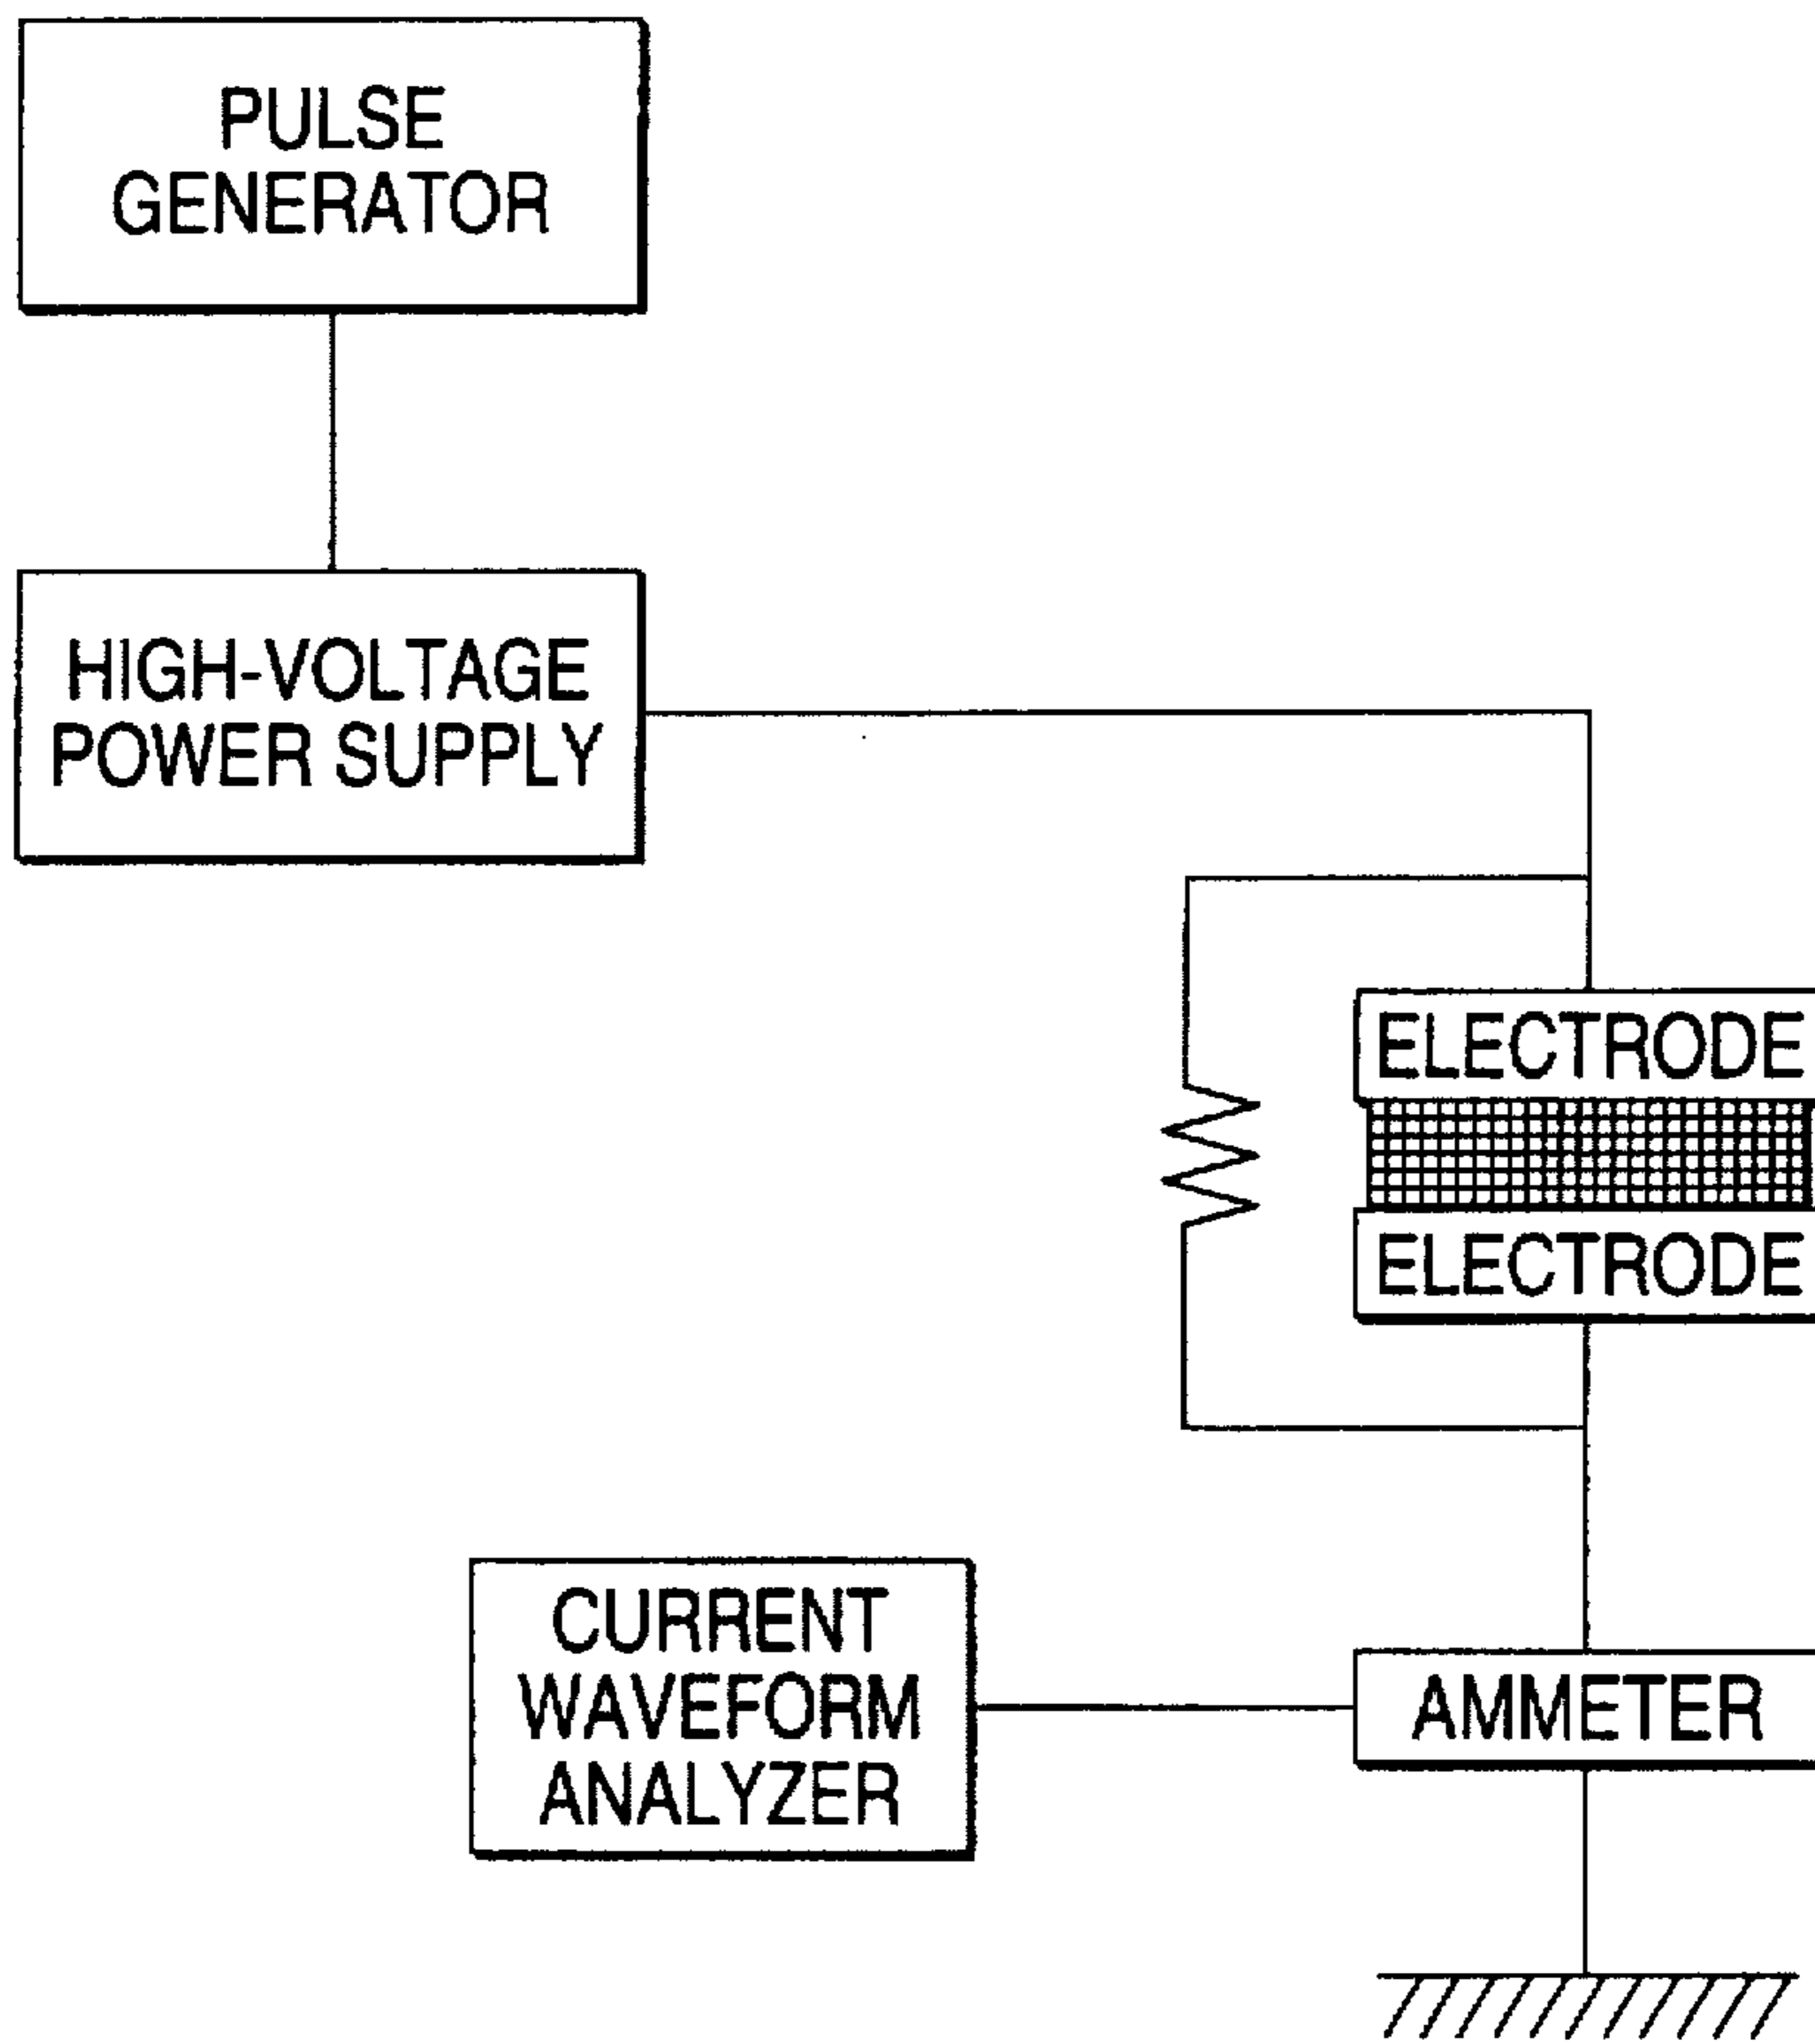 PULSE
GENERATOR
HIGH-VOLTAGE
POWER SUPPLY
ELECTRODE
ELECTRODE
CURRENT
WAVEFORM
ANALYZER
AMMETER